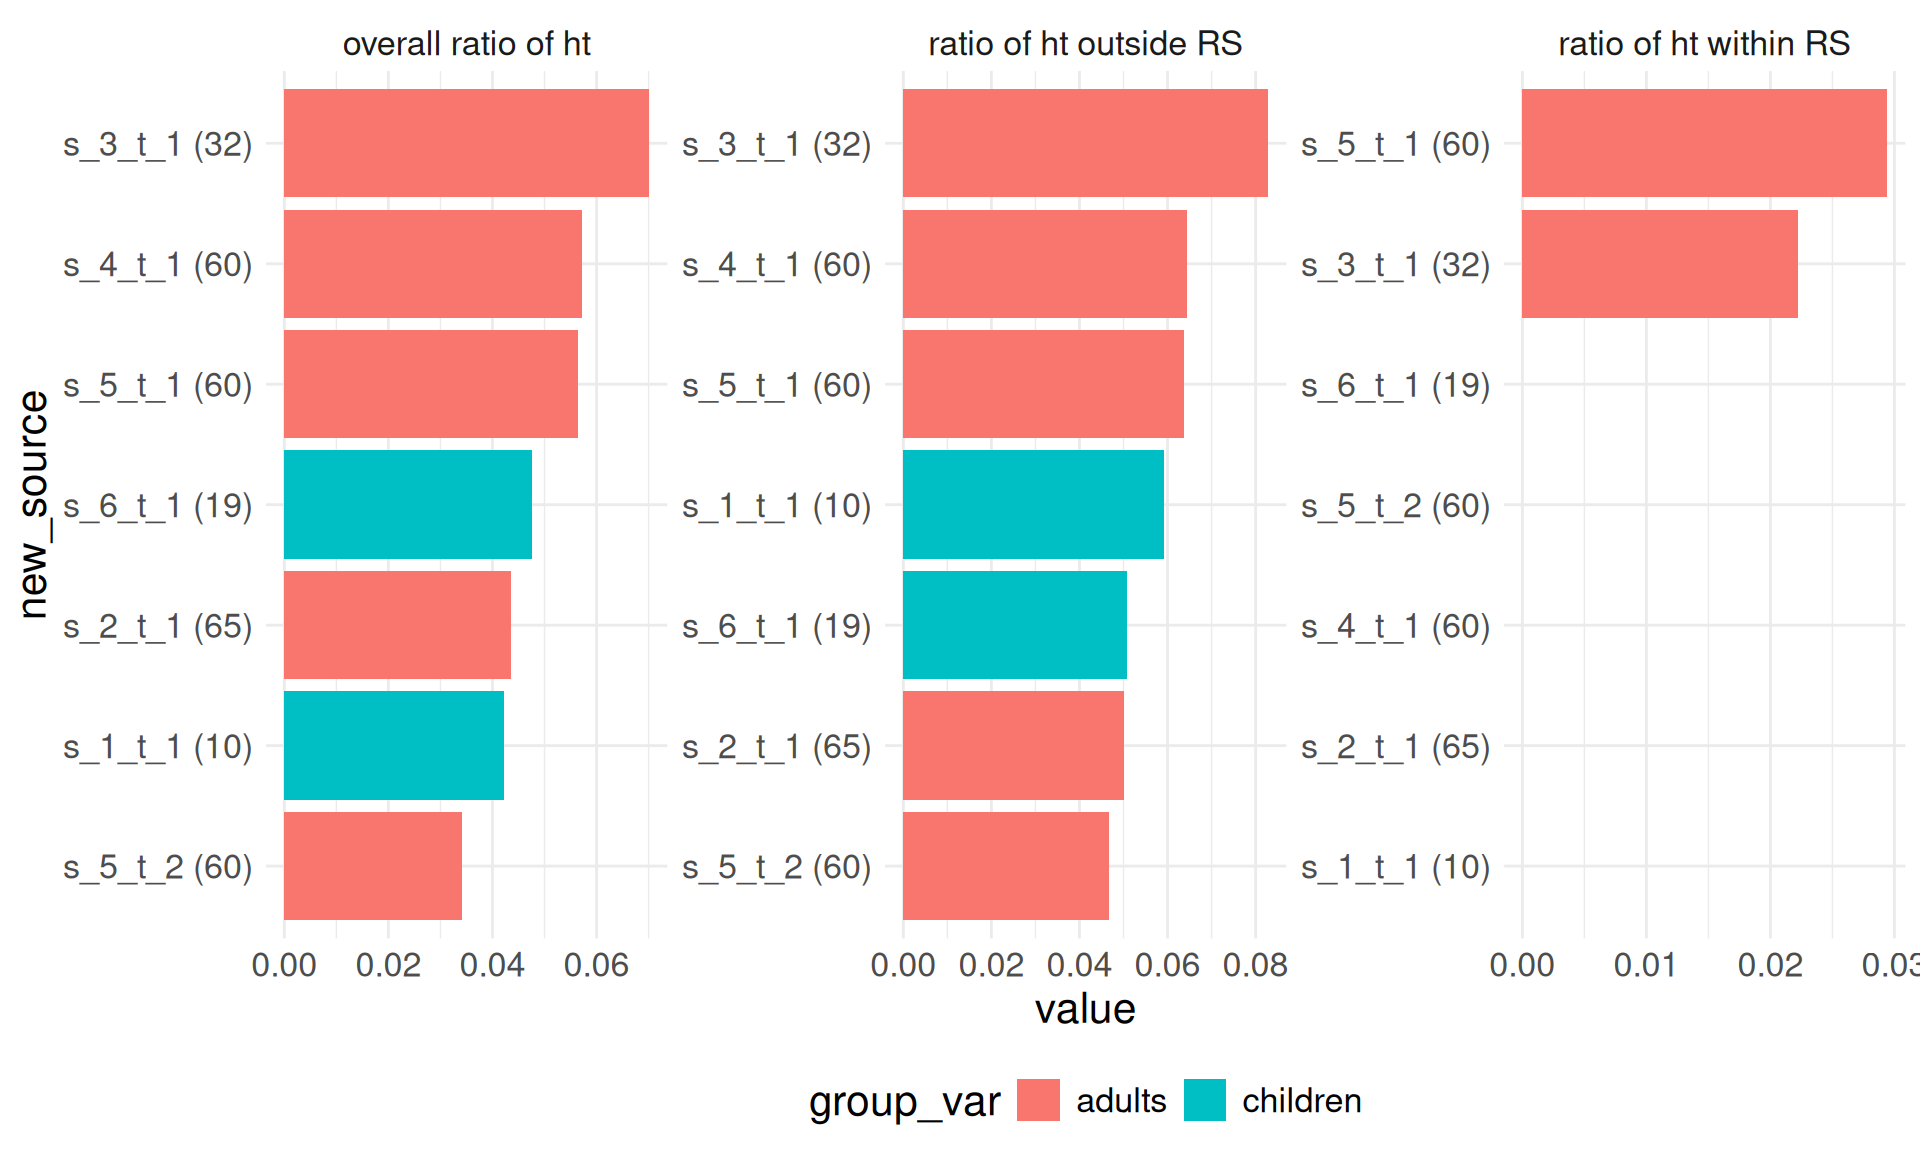 overall ratio of ht
ratio of ht outside RS
ratio of ht within RS
new_source
s_3_t_1 (32)
s_4_t_1 (60)
s_5_t_1 (60)
s_6_t_1 (19)
s_2_t_1 (65)
s_1_t_1 (10)
s_5_t_2 (60)
0.00 0.02 0.04 0.06
s_3_t_1 (32)
s_4_t_1 (60)
s_5_t_1 (60)
s_1_t_1 (10)
s_6_t_1 (19)
s_2_t_1 (65)
s_5_t_2 (60)
0.00 0.02 0.04 0.06 0.08
s_5_t_1 (60)
s_3_t_1 (32)
s_6_t_1 (19)
s_5_t_2 (60)
s_4_t_1 (60)
s_2_t_1 (65)
s_1_t_1 (10)
0.00 0.01 0.02 0.03
value
group_var adults children